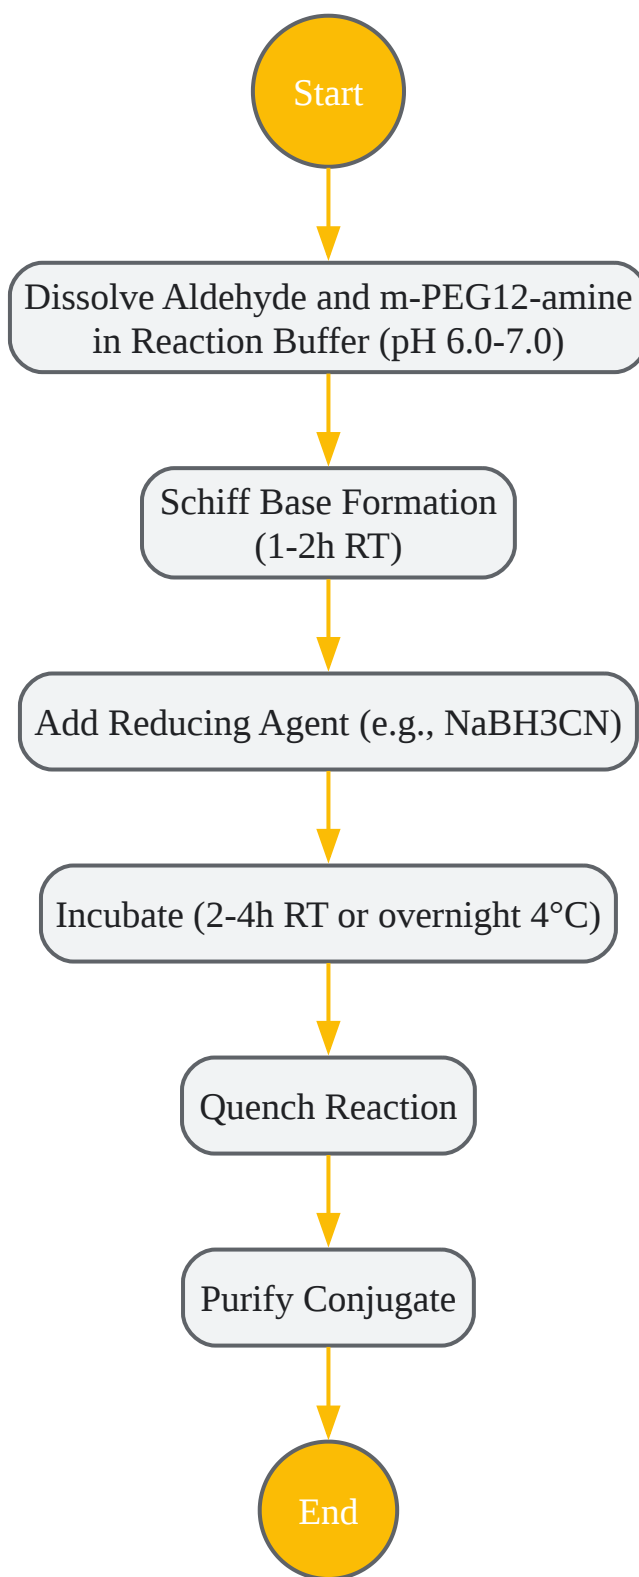 Start
Dissolve Aldehyde and m-PEG12-amine
in Reaction Buffer (pH 6.0-7.0)
Schiff Base Formation
(1-2h RT)
Add Reducing Agent (e.g., NaBH3CN)
Incubate (2-4h RT or overnight 4°C)
Quench Reaction
Purify Conjugate
End